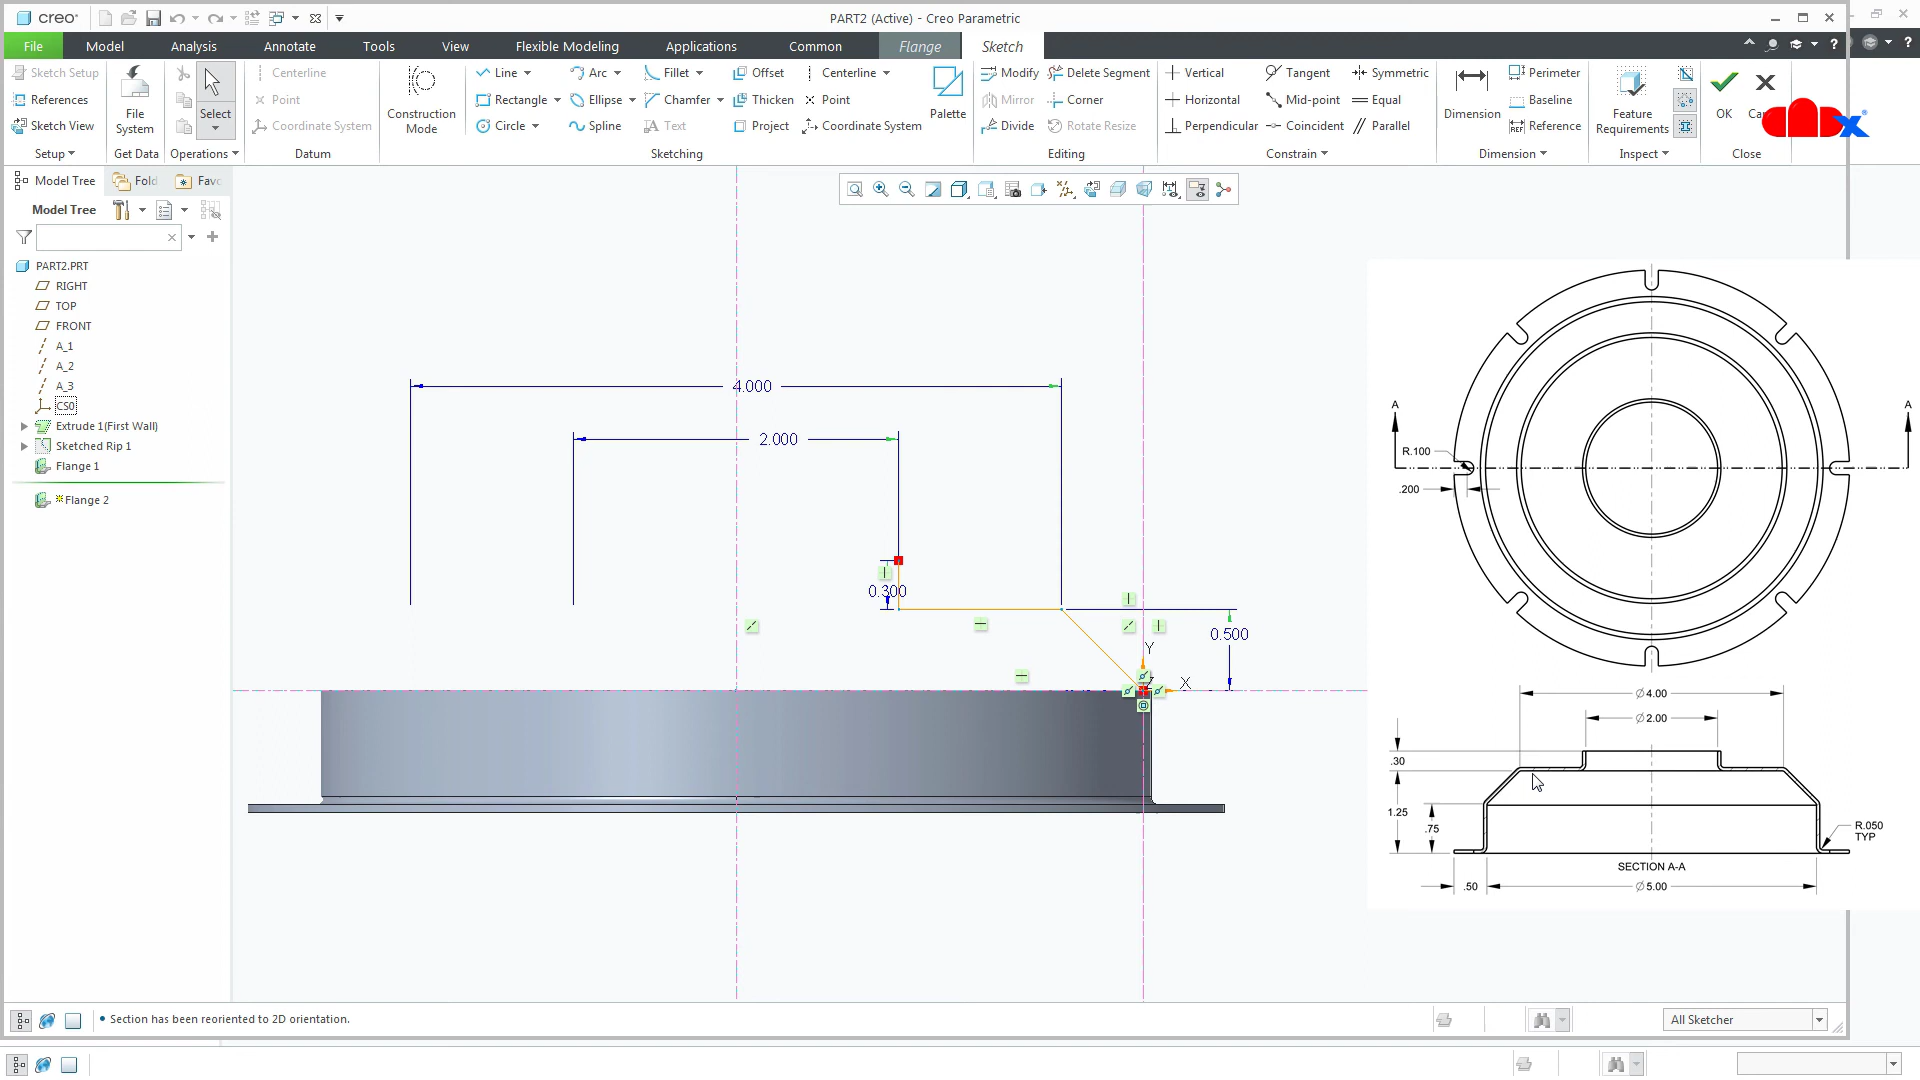 creo
PART2 (Active) - Creo Parametric
File
Model
Analysis
Annotate
Tools
View
Flexible Modeling
Applications
Common
Flange
Sketch
Sketch Setup
References
Sketch View
Setup
File
System
Get Data
Select
Operations
Centerline
Point
Coordinate System
Datum
Construction
Mode
Line
Rectangle
Circle
Arc
Ellipse
Spline
Fillet
Chamfer
Text
Offset
Thicken
Project
Centerline
Point
Coordinate System
Palette
Sketching
Modify
Mirror
Divide
Delete Segment
Corner
Rotate Resize
Editing
Vertical
Horizontal
Perpendicular
Tangent
Mid-point
Coincident
Symmetric
Equal
Parallel
Constrain
Dimension
Perimeter
Baseline
Reference
REF
Dimension
Feature
Requirements
Inspect
OK
Close
Model Tree
Fold
Favc
Model Tree
PART2.PRT
RIGHT
TOP
FRONT
A_1
A_2
A_3
CS0
Extrude 1(First Wall)
Sketched Rip 1
Flange 1
Flange 2
4.000
2.000
0.300
0.500
Y
X
A
A
R.100
.200
∅ 4.00
∅ 2.00
.30
1.25
.75
R.050
TYP
SECTION A-A
.50
∅ 5.00
Section has been reoriented to 2D orientation.
All Sketcher